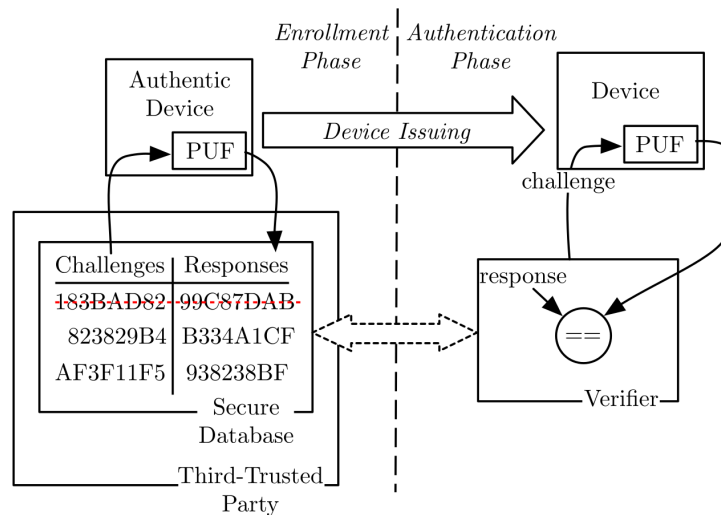 Enrollment
Phase
Authentication
Phase
Authentic
Device
PUF
Device Issuing
Device
PUF
challenge
Challenges Responses
183BAD82 99C87DAB
823829B4 B334A1CF
AF3F11F5 938238BF
Secure
Database
Third-Trusted
Party
response
==
Verifier